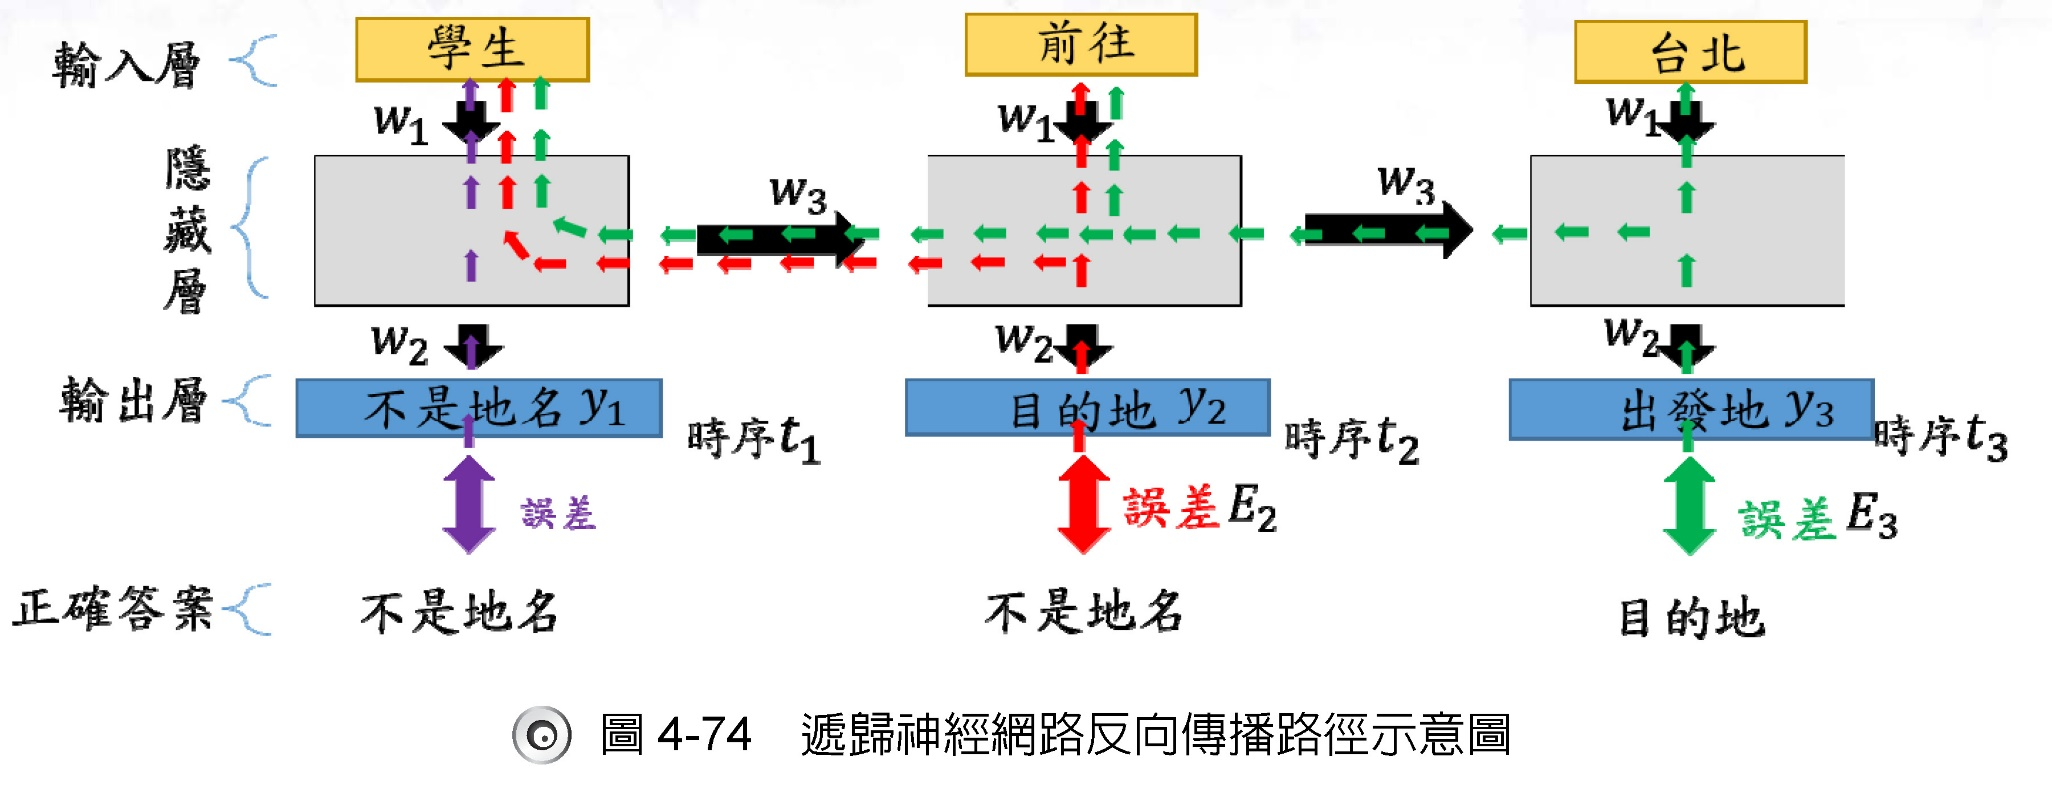 輸入層
學生
前往
台北
w₁
w₁
w₁
隱藏層
w₃
w₃
w₂
w₂
w₂
輸出層
不是地名 y₁
時序t₁
目的地 y₂
時序t₂
出發地 y₃
時序t₃
誤差
誤差E₂
誤差E₃
正確答案
不是地名
不是地名
目的地
圖 4-74 遞歸神經網路反向傳播路徑示意圖